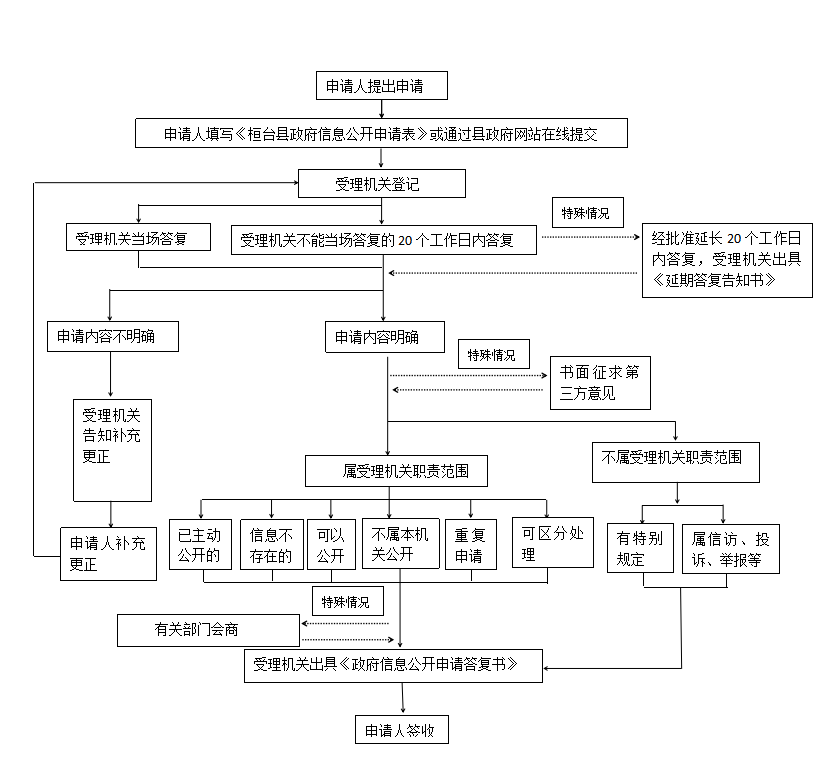 申请人提出申请
申请人填写《桓台县政府信息公开申请表》或通过县政府网站在线提交
受理机关登记
特殊情况
受理机关当场答复
受理机关不能当场答复的 20 个工作日内答复
经批准延长 20 个工作日
内答复，受理机关出具
《延期答复告知书》
申请内容不明确
申请内容明确
特殊情况
书面征求第
三方意见
受理机关
告知补充
更正
属受理机关职责范围
不属受理机关职责范围
申请人补充
更正
已主动
公开的
信息不
存在的
可以
公开
不属本机
关公开
重复
申请
可区分处
理
有特别
规定
属信访、投
诉、举报等
特殊情况
有关部门会商
受理机关出具《政府信息公开申请答复书》
申请人签收